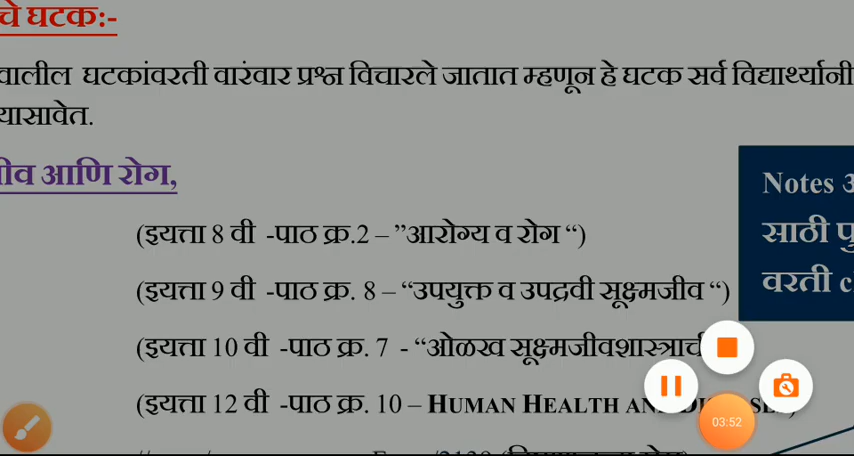 चे घटक:-
वालील घटकांवरती वारंवार प्रश्न विचारले जातात म्हणून हे घटक सर्व विद्यार्थ्यानी
यासावेत.
जीव आणि रोग,
(इयत्ता 8 वी -पाठ क्र.2 – ”आरोग्य व रोग “)
(इयत्ता 9 वी -पाठ क्र. 8 – “उपयुक्त व उपद्रवी सूक्ष्मजीव “)
(इयत्ता 10 वी -पाठ क्र. 7 - “ओळख सूक्ष्मजीवशास्त्राची
(इयत्ता 12 वी -पाठ क्र. 10 – HUMAN HEALTH AND
Notes
साठी
वरती
03:52